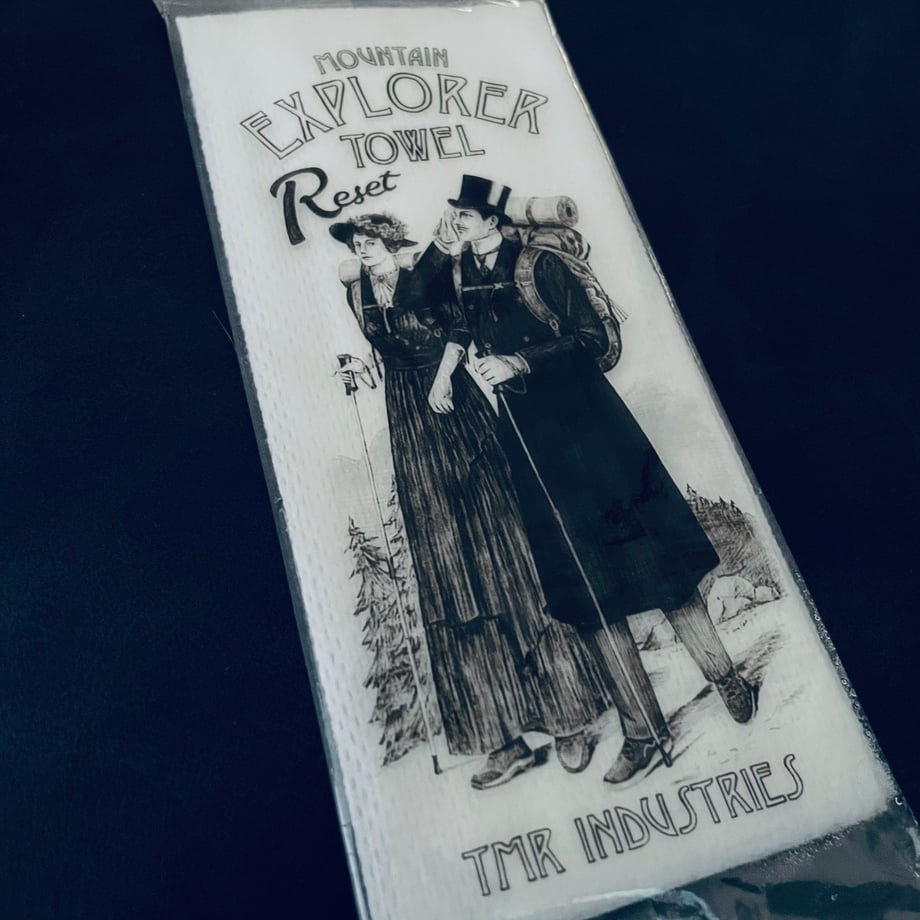 MOUNTAIN
EXPLORER
TOWEL
Reset
TMR INDUSTRIES